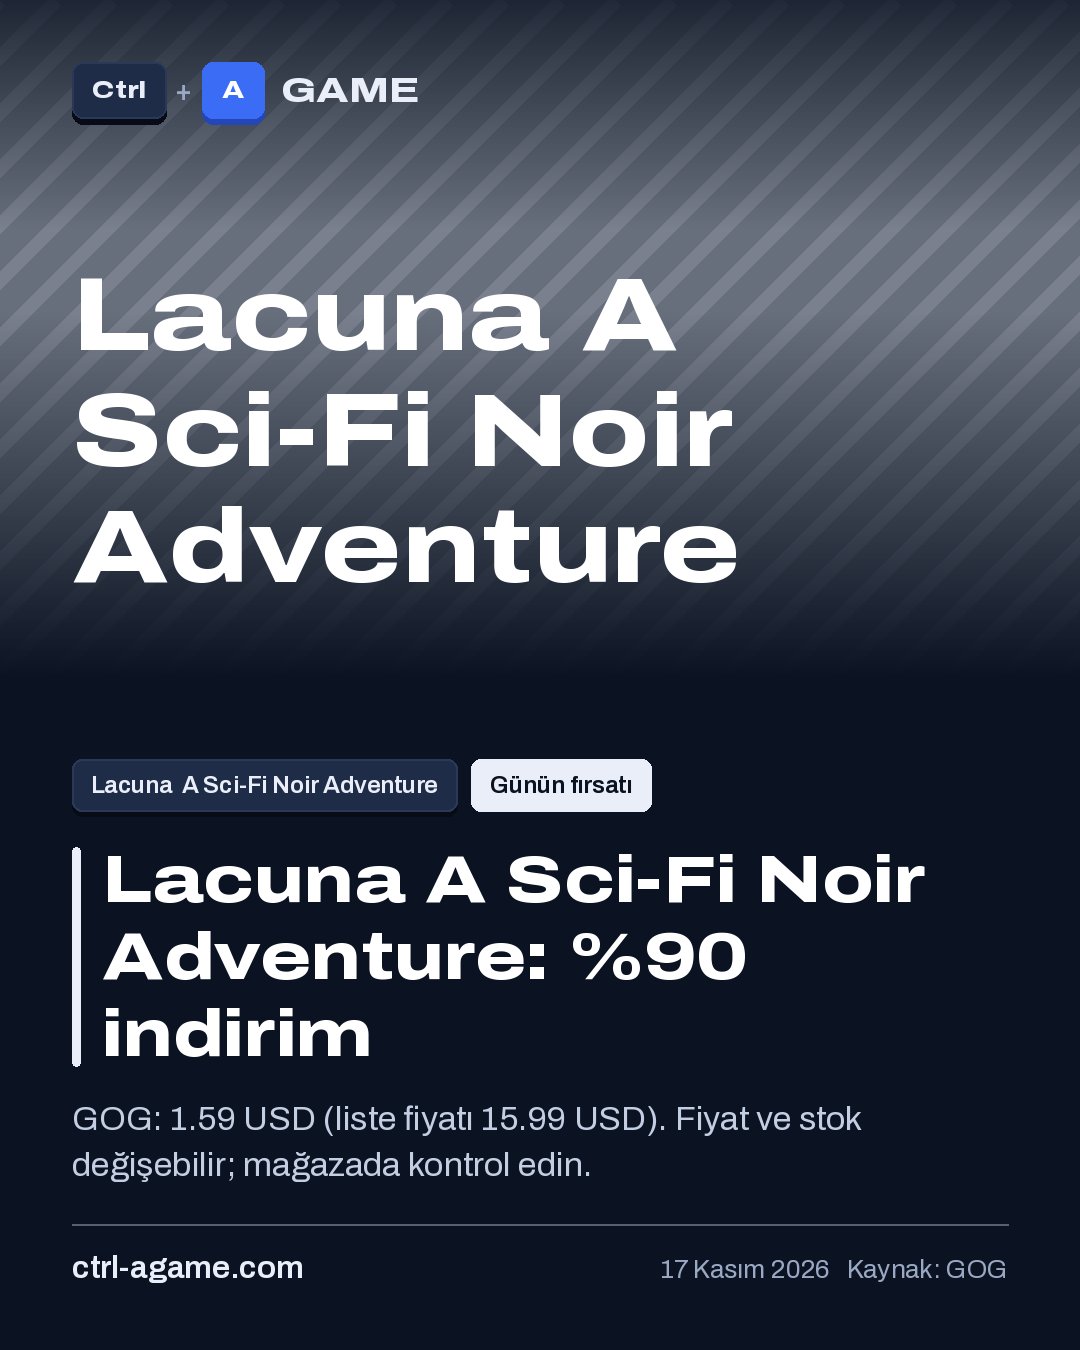 Ctrl + A GAME
Lacuna A
Sci-Fi Noir
Adventure
Lacuna A Sci-Fi Noir Adventure Günün fırsatı
Lacuna A Sci-Fi Noir
Adventure: %90
indirim
GOG: 1.59 USD (liste fiyatı 15.99 USD). Fiyat ve stok
değişebilir; mağazada kontrol edin.
ctrl-agame.com 17 Kasım 2026 Kaynak: GOG